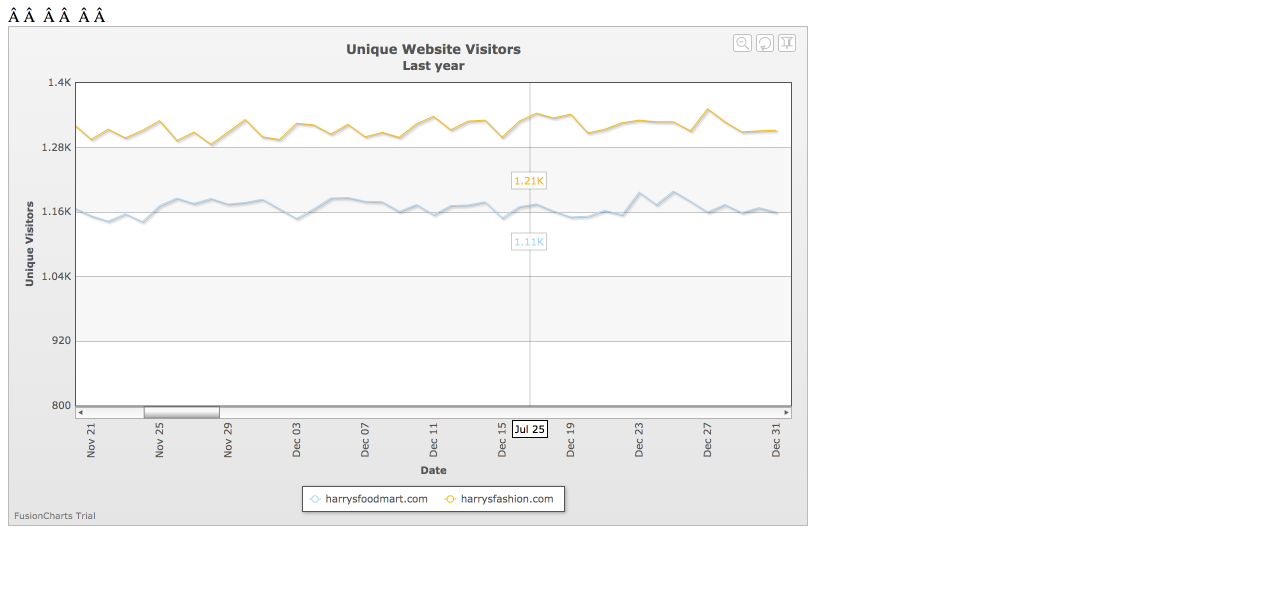 Â Â  Â Â  Â Â
Unique Website Visitors
Last year
1.4K
1.28K
1.16K
1.04K
920
800
Unique Visitors
1.21K
1.11K
Nov 21
Nov 25
Nov 29
Dec 03
Dec 07
Dec 11
Dec 15
Jul 25
Dec 19
Dec 23
Dec 27
Dec 31
Date
harrysfoodmart.com harrysfashion.com
FusionCharts Trial